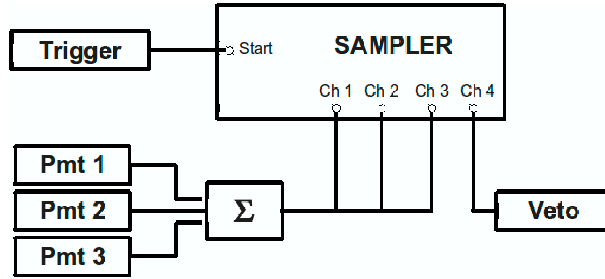 Trigger
Start
SAMPLER
Ch 1 Ch 2 Ch 3 Ch 4
Pmt 1
Pmt 2
Σ
Veto
Pmt 3